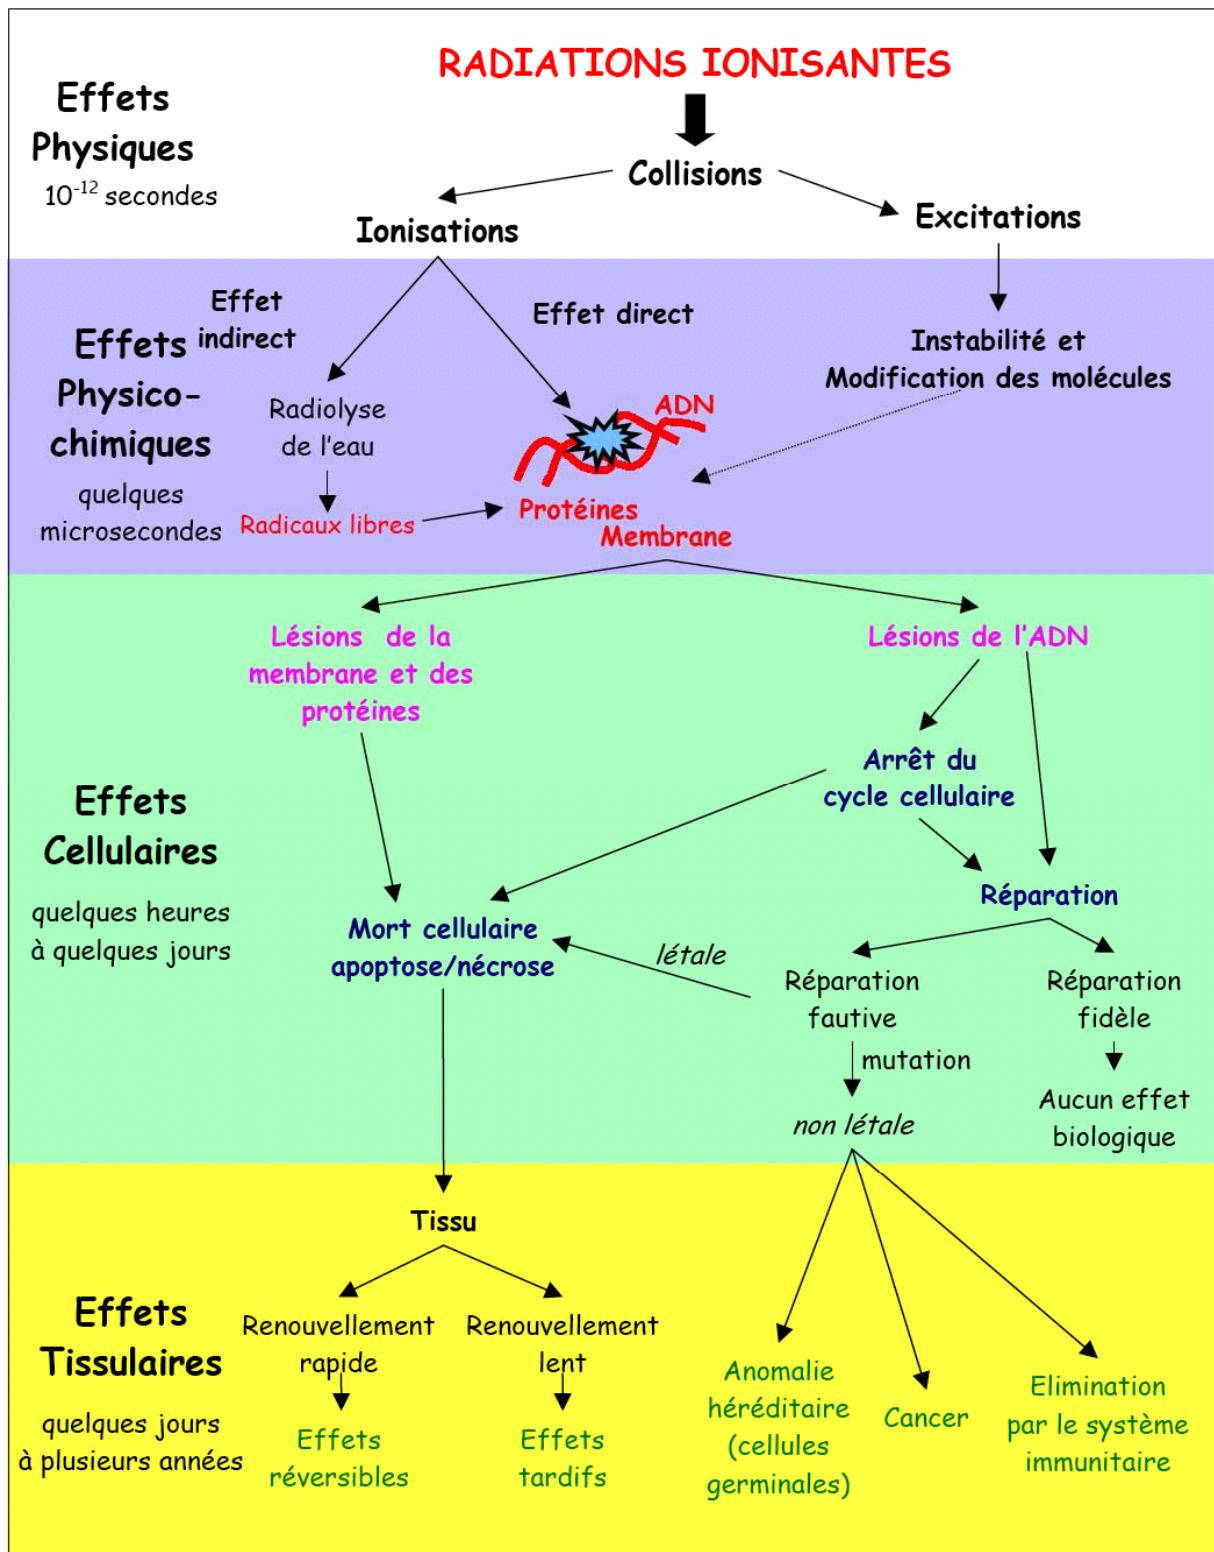 RADIATIONS IONISANTES
Effets
Physiques
10⁻¹² secondes
Collisions
Ionisations
Excitations
Effet
indirect
Effet direct
Effets
Physico-
chimiques
quelques
microsecondes
Instabilité et
Modification des molécules
Radiolyse
de l'eau
ADN
Radicaux libres
Protéines
Membrane
Lésions de la
membrane et des
protéines
Lésions de l'ADN
Arrêt du
cycle cellulaire
Effets
Cellulaires
quelques heures
à quelques jours
Réparation
Mort cellulaire
apoptose/nécrose
létale
Réparation
fautive
Réparation
fidèle
mutation
non létale
Aucun effet
biologique
Tissu
Effets
Tissulaires
quelques jours
à plusieurs années
Renouvellement
rapide
Renouvellement
lent
Effets
réversibles
Effets
tardifs
Anomalie
héréditaire
(cellules
germinales)
Cancer
Elimination
par le système
immunitaire